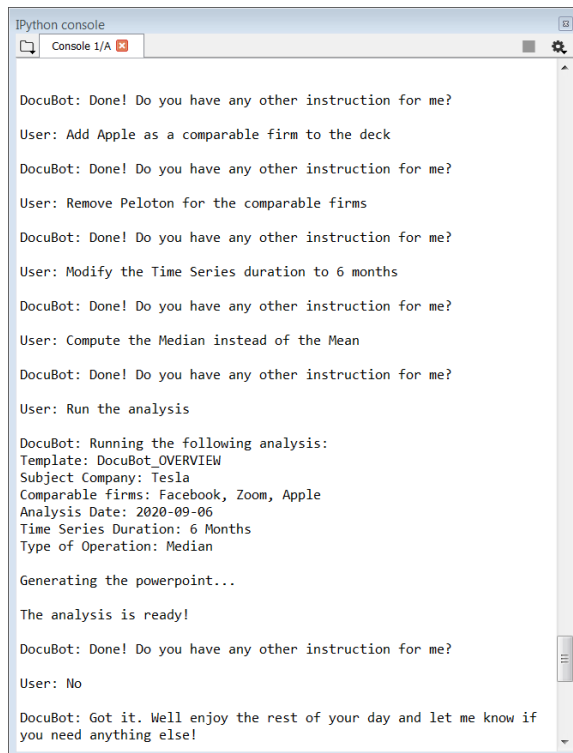 IPython console
Console 1/A
DocuBot: Done! Do you have any other instruction for me?
User: Add Apple as a comparable firm to the deck
DocuBot: Done! Do you have any other instruction for me?
User: Remove Peloton for the comparable firms
DocuBot: Done! Do you have any other instruction for me?
User: Modify the Time Series duration to 6 months
DocuBot: Done! Do you have any other instruction for me?
User: Compute the Median instead of the Mean
DocuBot: Done! Do you have any other instruction for me?
User: Run the analysis
DocuBot: Running the following analysis:
Template: DocuBot_OVERVIEW
Subject Company: Tesla
Comparable firms: Facebook, Zoom, Apple
Analysis Date: 2020-09-06
Time Series Duration: 6 Months
Type of Operation: Median
Generating the powerpoint...
The analysis is ready!
DocuBot: Done! Do you have any other instruction for me?
User: No
DocuBot: Got it. Well enjoy the rest of your day and let me know if
you need anything else!